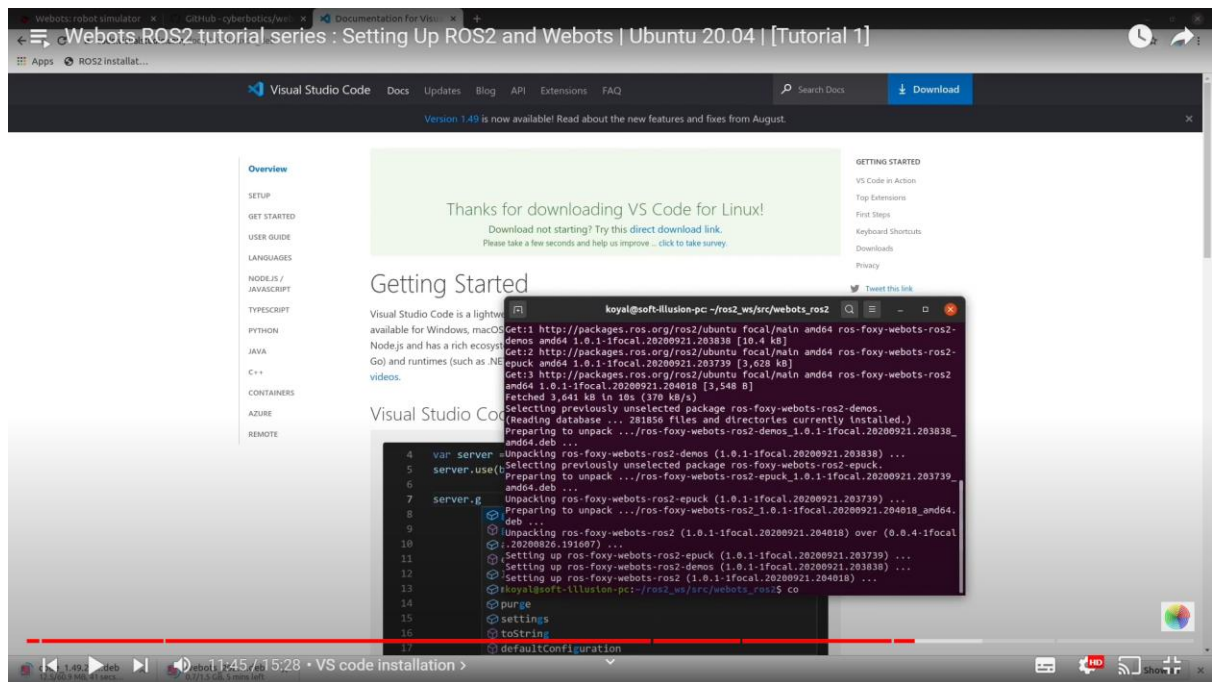 Webots: robot simulator
GitHub - cyberbotics/we
Documentation for Visu
Webots ROS2 tutorial series : Setting Up ROS2 and Webots | Ubuntu 20.04 | [Tutorial 1]
Apps ROS2 installat...
Visual Studio Code Docs Updates Blog API Extensions FAQ Search Docs Download
Version 1.49 is now available! Read about the new features and fixes from August.
Overview
SETUP
GET STARTED
USER GUIDE
LANGUAGES
NODE.JS /
JAVASCRIPT
TYPESCRIPT
PYTHON
JAVA
C++
CONTAINERS
AZURE
REMOTE
Thanks for downloading VS Code for Linux!
Download not starting? Try this direct download link.
Please take a few seconds and help us improve ... click to take survey.
Getting Started
Visual Studio Code is a lightwe
available for Windows, macOS
Node.js and has a rich ecosyst
Go) and runtimes (such as .NE
videos.
Visual Studio Cod
GETTING STARTED
VS Code in Action
Top Extensions
First Steps
Keyboard Shortcuts
Downloads
Privacy
Tweet this link
4 var server =
5 server.use(b
6
7 server.g
8
9
10
11
12
13
14 purge
15 settings
16 toString
17 defaultConfiguration
koyal@soft-illusion-pc: ~/ros2_ws/src/webots_ros2
Get:1 http://packages.ros.org/ros2/ubuntu focal/main amd64 ros-foxy-webots-ros2-
demos amd64 1.0.1-1focal.20200921.203838 [10.4 kB]
Get:2 http://packages.ros.org/ros2/ubuntu focal/main amd64 ros-foxy-webots-ros2-
epuck amd64 1.0.1-1focal.20200921.203739 [3,628 kB]
Get:3 http://packages.ros.org/ros2/ubuntu focal/main amd64 ros-foxy-webots-ros2
amd64 1.0.1-1focal.20200921.204018 [3,548 B]
Fetched 3,641 kB in 10s (370 kB/s)
Selecting previously unselected package ros-foxy-webots-ros2-demos.
(Reading database ... 281856 files and directories currently installed.)
Preparing to unpack .../ros-foxy-webots-ros2-demos_1.0.1-1focal.20200921.203838_
amd64.deb ...
Unpacking ros-foxy-webots-ros2-demos (1.0.1-1focal.20200921.203838) ...
Selecting previously unselected package ros-foxy-webots-ros2-epuck.
Preparing to unpack .../ros-foxy-webots-ros2-epuck_1.0.1-1focal.20200921.203739_
amd64.deb ...
Unpacking ros-foxy-webots-ros2-epuck (1.0.1-1focal.20200921.203739) ...
Preparing to unpack .../ros-foxy-webots-ros2_1.0.1-1focal.20200921.204018_amd64.
deb ...
Unpacking ros-foxy-webots-ros2 (1.0.1-1focal.20200921.204018) over (0.0.4-1focal
.20200826.191607) ...
Setting up ros-foxy-webots-ros2-epuck (1.0.1-1focal.20200921.203739) ...
Setting up ros-foxy-webots-ros2-demos (1.0.1-1focal.20200921.203838) ...
Setting up ros-foxy-webots-ros2 (1.0.1-1focal.20200921.204018) ...
koyal@soft-illusion-pc:~/ros2_ws/src/webots_ros2$ co
11:45 / 15:28 • VS code installation >
HD